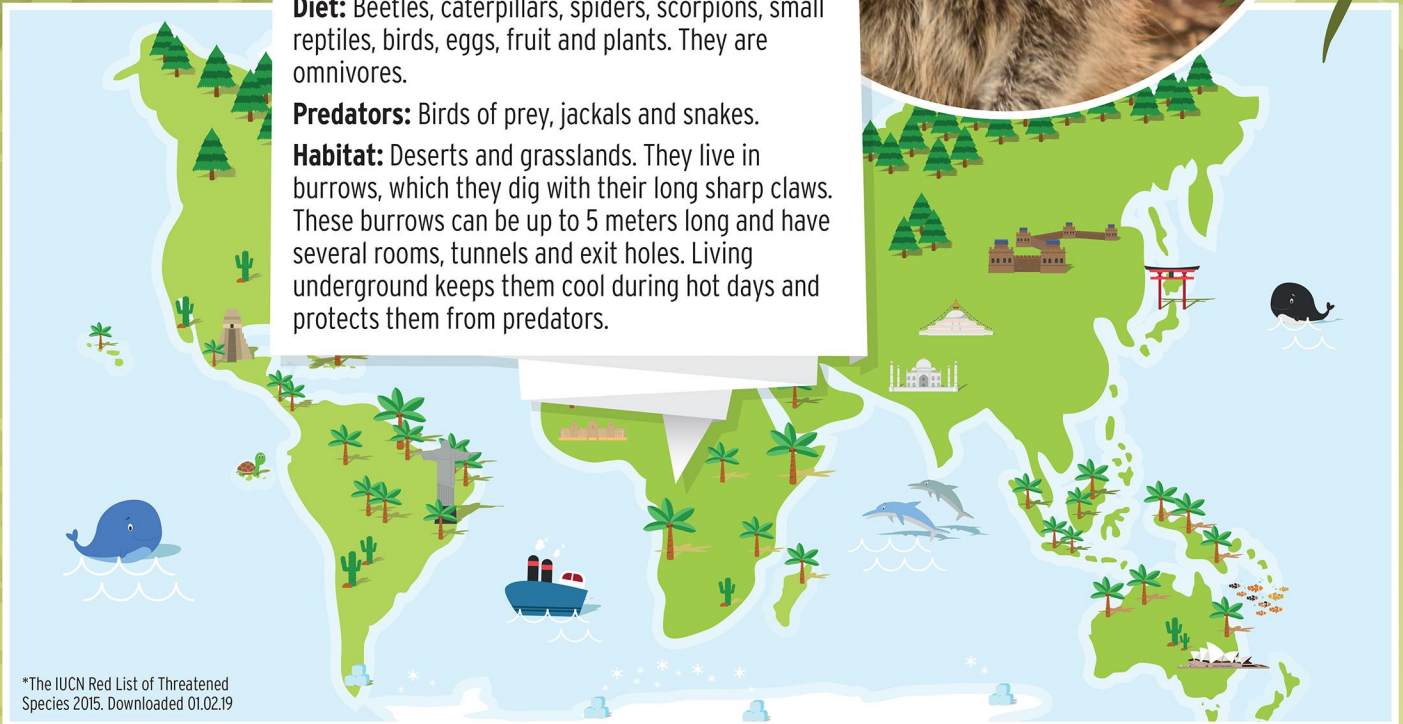 Diet: Beetles, caterpillars, spiders, scorpions, small
reptiles, birds, eggs, fruit and plants. They are
omnivores.
Predators: Birds of prey, jackals and snakes.
Habitat: Deserts and grasslands. They live in
burrows, which they dig with their long sharp claws.
These burrows can be up to 5 meters long and have
several rooms, tunnels and exit holes. Living
underground keeps them cool during hot days and
protects them from predators.
*The IUCN Red List of Threatened
Species 2015. Downloaded 01.02.19